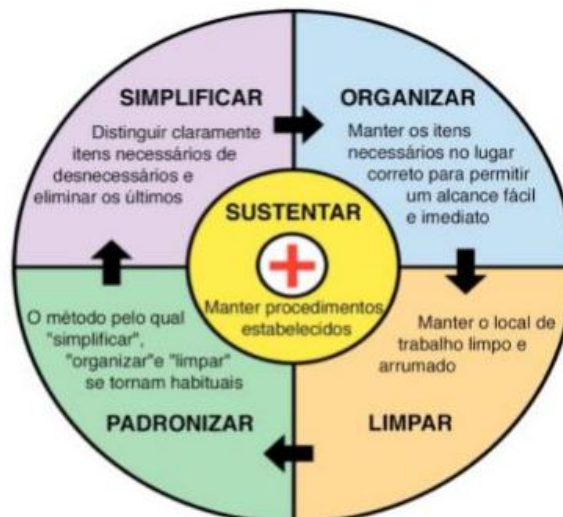 SIMPLIFICAR
Distinguir claramente
itens necessários de
desnecessários e
eliminar os últimos
ORGANIZAR
Manter os itens
necessários no lugar
correto para permitir
um alcance fácil
e imediato
SUSTENTAR
Manter procedimentos
estabelecidos
O método pelo qual
"simplificar",
"organizar"e "limpar"
se tornam habituais
PADRONIZAR
Manter o local de
trabalho limpo e
arrumado
LIMPAR